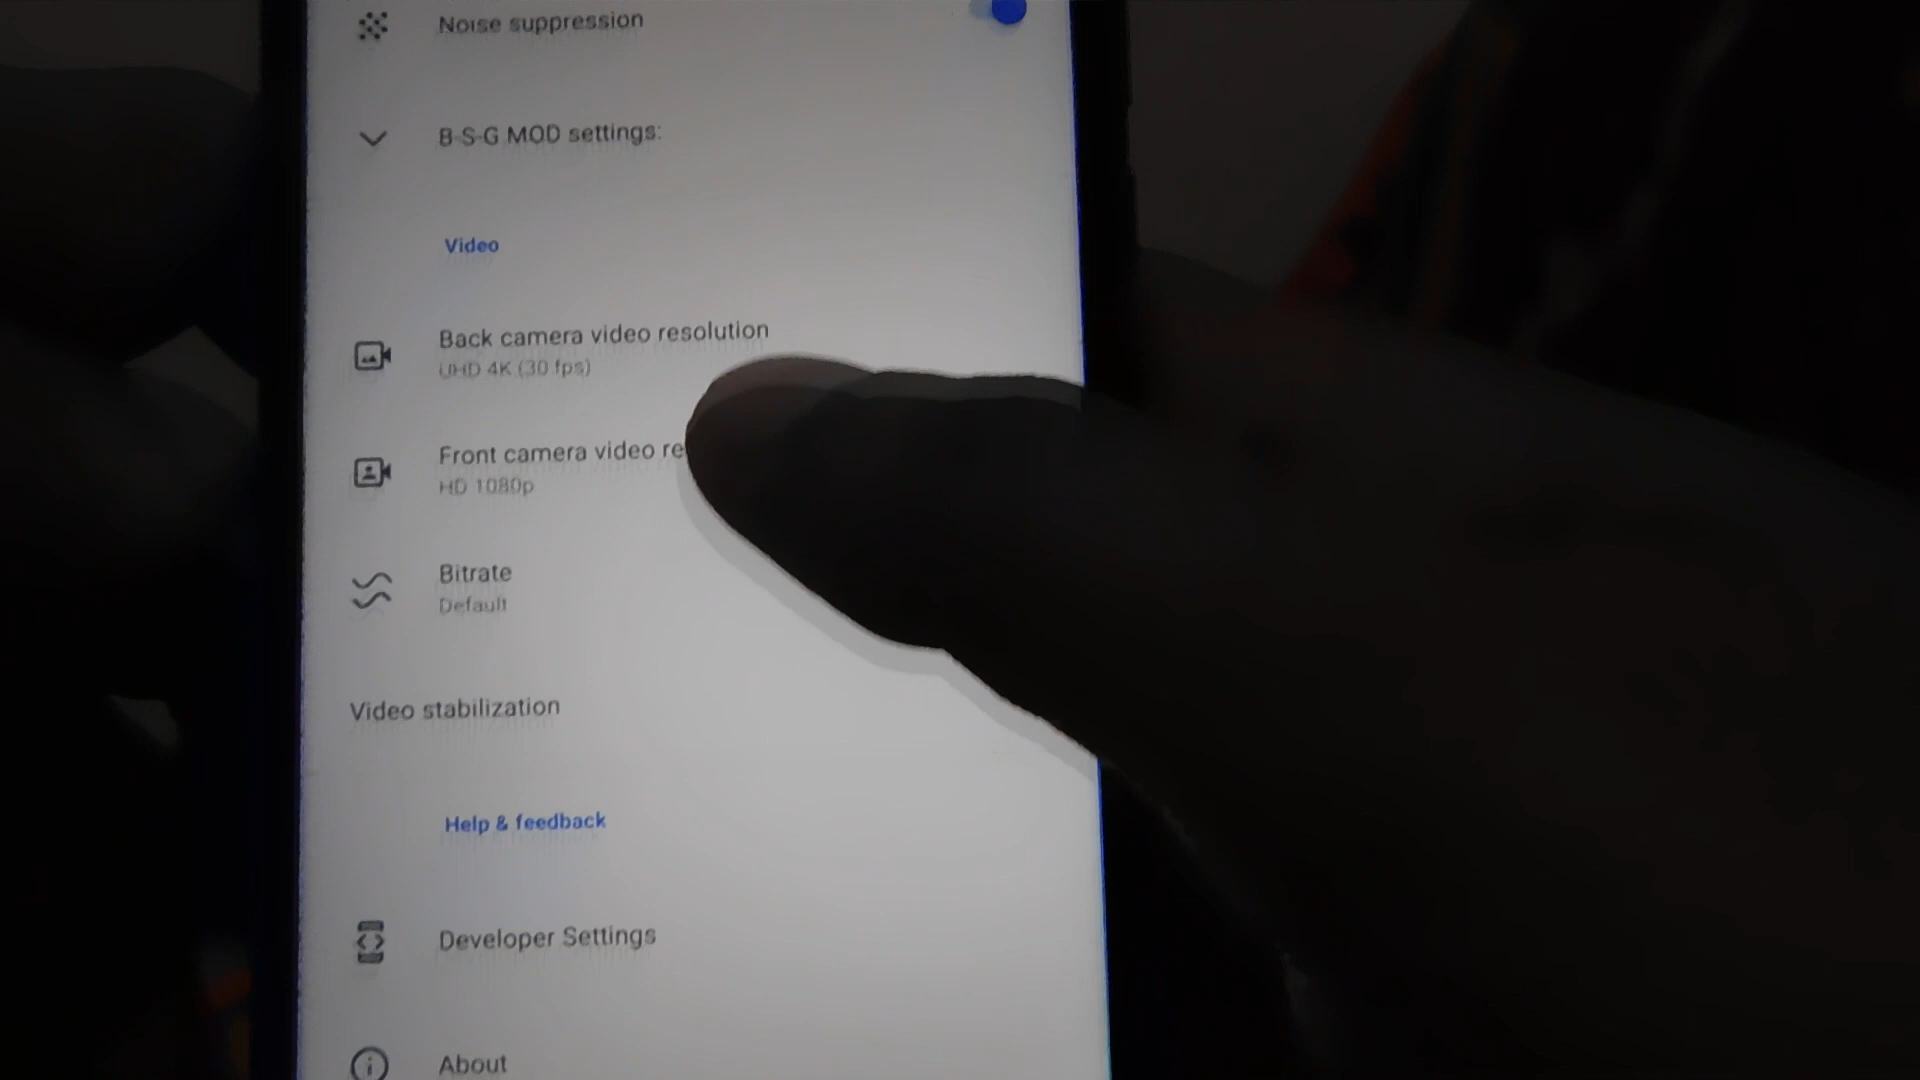 Noise suppression
B-S-G MOD settings:
Video
Back camera video resolution
UHD 4K (30 fps)
Front camera video re
HD 1080p
Bitrate
Default
Video stabilization
Help & feedback
Developer Settings
About